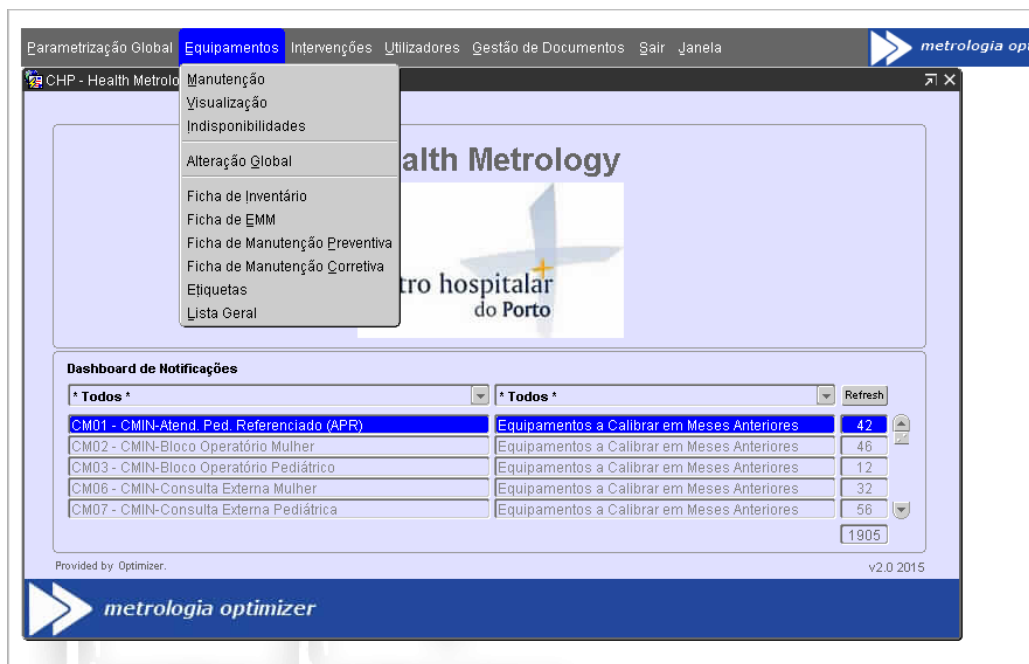 Parametrização Global Equipamentos Intervenções Utilizadores Gestão de Documentos Sair Janela
metrologia opt
CHP - Health Metrolo
Manutenção
Visualização
Indisponibilidades
Alteração Global
Ficha de Inventário
Ficha de EMM
Ficha de Manutenção Preventiva
Ficha de Manutenção Corretiva
Etiquetas
Lista Geral
alth Metrology
tro hospitalar
do Porto
Dashboard de Notificações
* Todos * * Todos * Refresh
CM01 - CMIN-Atend. Ped. Referenciado (APR) Equipamentos a Calibrar em Meses Anteriores 42
CM02 - CMIN-Bloco Operatório Mulher Equipamentos a Calibrar em Meses Anteriores 46
CM03 - CMIN-Bloco Operatório Pediátrico Equipamentos a Calibrar em Meses Anteriores 12
CM06 - CMIN-Consulta Externa Mulher Equipamentos a Calibrar em Meses Anteriores 32
CM07 - CMIN-Consulta Externa Pediátrica Equipamentos a Calibrar em Meses Anteriores 56
1905
Provided by Optimizer. v2.0 2015
metrologia optimizer